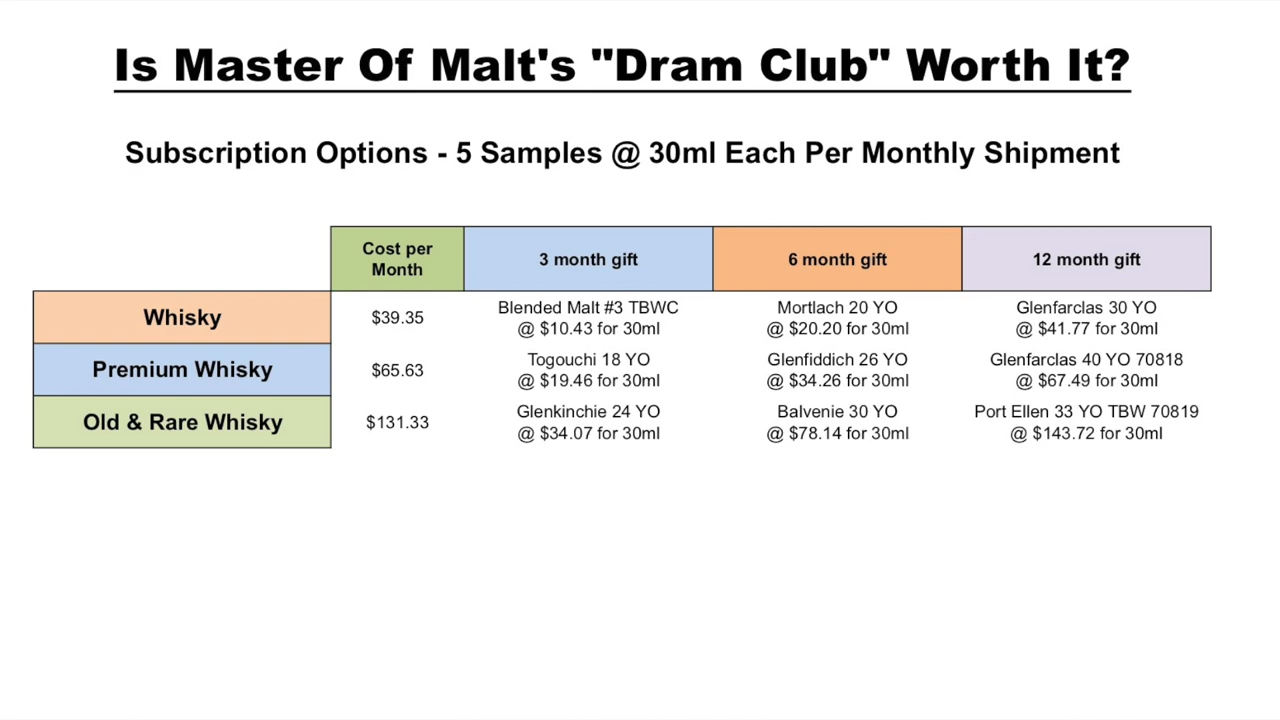 Is Master Of Malt's "Dram Club" Worth It?
Subscription Options - 5 Samples @ 30ml Each Per Monthly Shipment
Cost per
Month
3 month gift
6 month gift
12 month gift
Whisky
$39.35
Blended Malt #3 TBWC
@ $10.43 for 30ml
Mortlach 20 YO
@ $20.20 for 30ml
Glenfarclas 30 YO
@ $41.77 for 30ml
Premium Whisky
$65.63
Togouchi 18 YO
@ $19.46 for 30ml
Glenfiddich 26 YO
@ $34.26 for 30ml
Glenfarclas 40 YO 70818
@ $67.49 for 30ml
Old & Rare Whisky
$131.33
Glenkinchie 24 YO
@ $34.07 for 30ml
Balvenie 30 YO
@ $78.14 for 30ml
Port Ellen 33 YO TBW 70819
@ $143.72 for 30ml